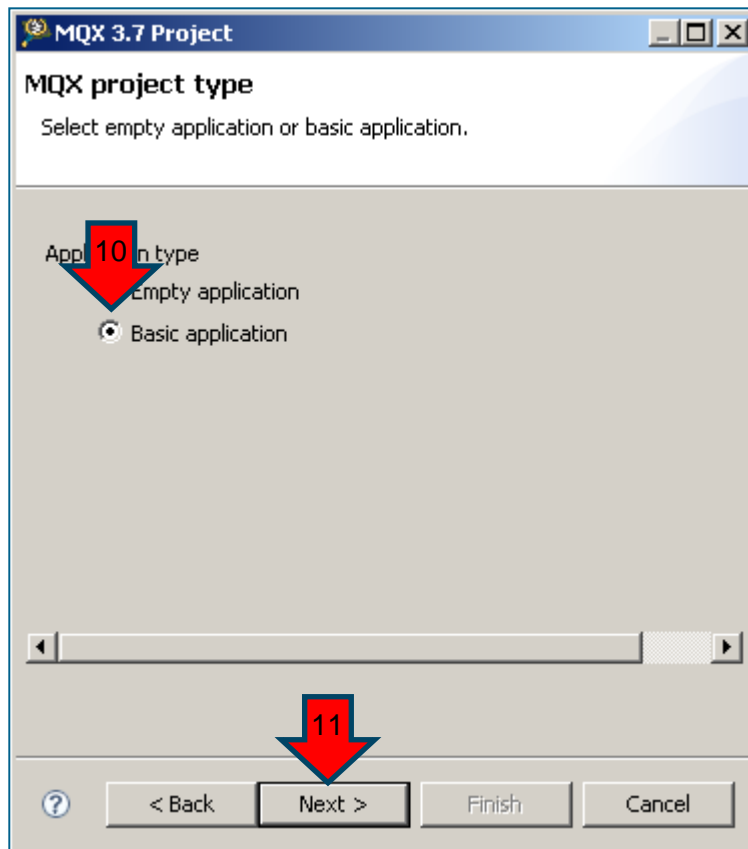 MQX 3.7 Project
MQX project type
Select empty application or basic application.
10
Appl n type
Empty application
Basic application
11
? < Back Next > Finish Cancel